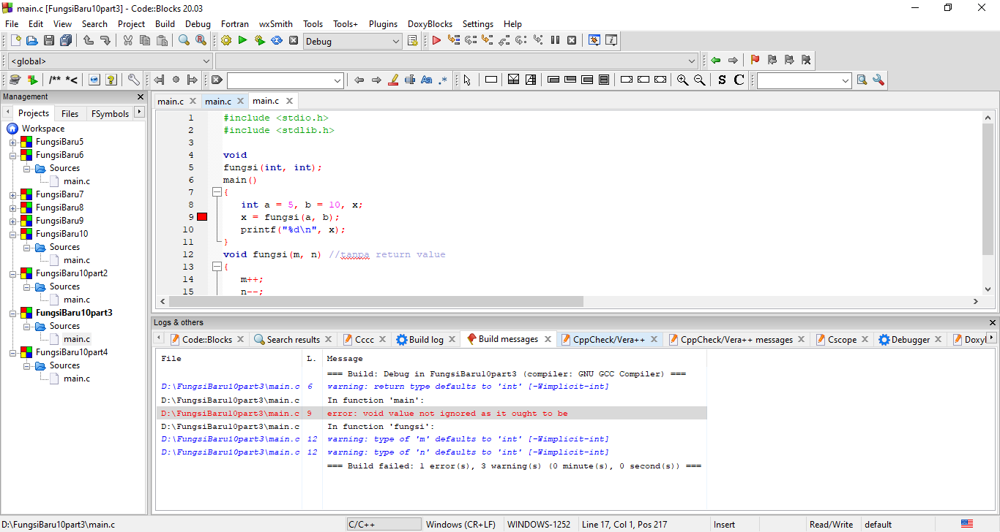 main.c [FungsiBaru10part3] - Code::Blocks 20.03
File Edit View Search Project Build Debug Fortran wxSmith Tools Tools+ Plugins DoxyBlocks Settings Help
Debug
<global>
/** *< Aa .* S C
Management
Projects Files FSymbols
Workspace
FungsiBaru5
FungsiBaru6
Sources
main.c
FungsiBaru7
FungsiBaru8
FungsiBaru9
FungsiBaru10
Sources
main.c
FungsiBaru10part2
Sources
main.c
FungsiBaru10part3
Sources
main.c
FungsiBaru10part4
Sources
main.c
main.c main.c main.c
1 #include <stdio.h>
2 #include <stdlib.h>
3
4 void
5 fungsi(int, int);
6 main()
7 {
8 int a = 5, b = 10, x;
9 x = fungsi(a, b);
10 printf("%d\n", x);
11 }
12 void fungsi(m, n) //tanpa return value
13 {
14 m++;
15 n--;
Logs & others
Code::Blocks Search results Cccc Build log Build messages CppCheck/Vera++ CppCheck/Vera++ messages Cscope Debugger Doxyl
File L. Message
=== Build: Debug in FungsiBaru10part3 (compiler: GNU GCC Compiler) ===
D:\FungsiBaru10part3\main.c 6 warning: return type defaults to 'int' [-Wimplicit-int]
D:\FungsiBaru10part3\main.c In function 'main':
D:\FungsiBaru10part3\main.c 9 error: void value not ignored as it ought to be
D:\FungsiBaru10part3\main.c In function 'fungsi':
D:\FungsiBaru10part3\main.c 12 warning: type of 'm' defaults to 'int' [-Wimplicit-int]
D:\FungsiBaru10part3\main.c 12 warning: type of 'n' defaults to 'int' [-Wimplicit-int]
=== Build failed: 1 error(s), 3 warning(s) (0 minute(s), 0 second(s)) ===
D:\FungsiBaru10part3\main.c C/C++ Windows (CR+LF) WINDOWS-1252 Line 17, Col 1, Pos 217 Insert Read/Write default